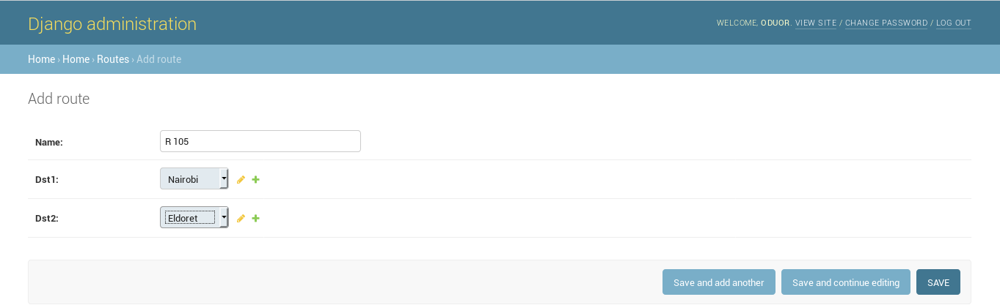 Django administration
WELCOME, ODUOR. VIEW SITE / CHANGE PASSWORD / LOG OUT
Home › Home › Routes › Add route
Add route
Name: R 105
Dst1: Nairobi
Dst2: Eldoret
Save and add another Save and continue editing SAVE